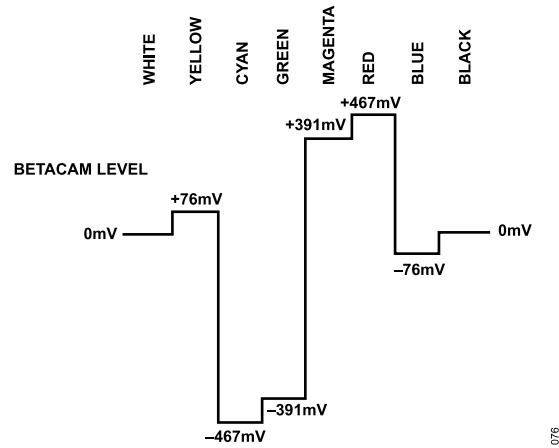 WHITE
YELLOW
CYAN
GREEN
MAGENTA
RED
BLUE
BLACK
BETACAM LEVEL
0mV
+76mV
–467mV
–391mV
+391mV
+467mV
–76mV
0mV
076